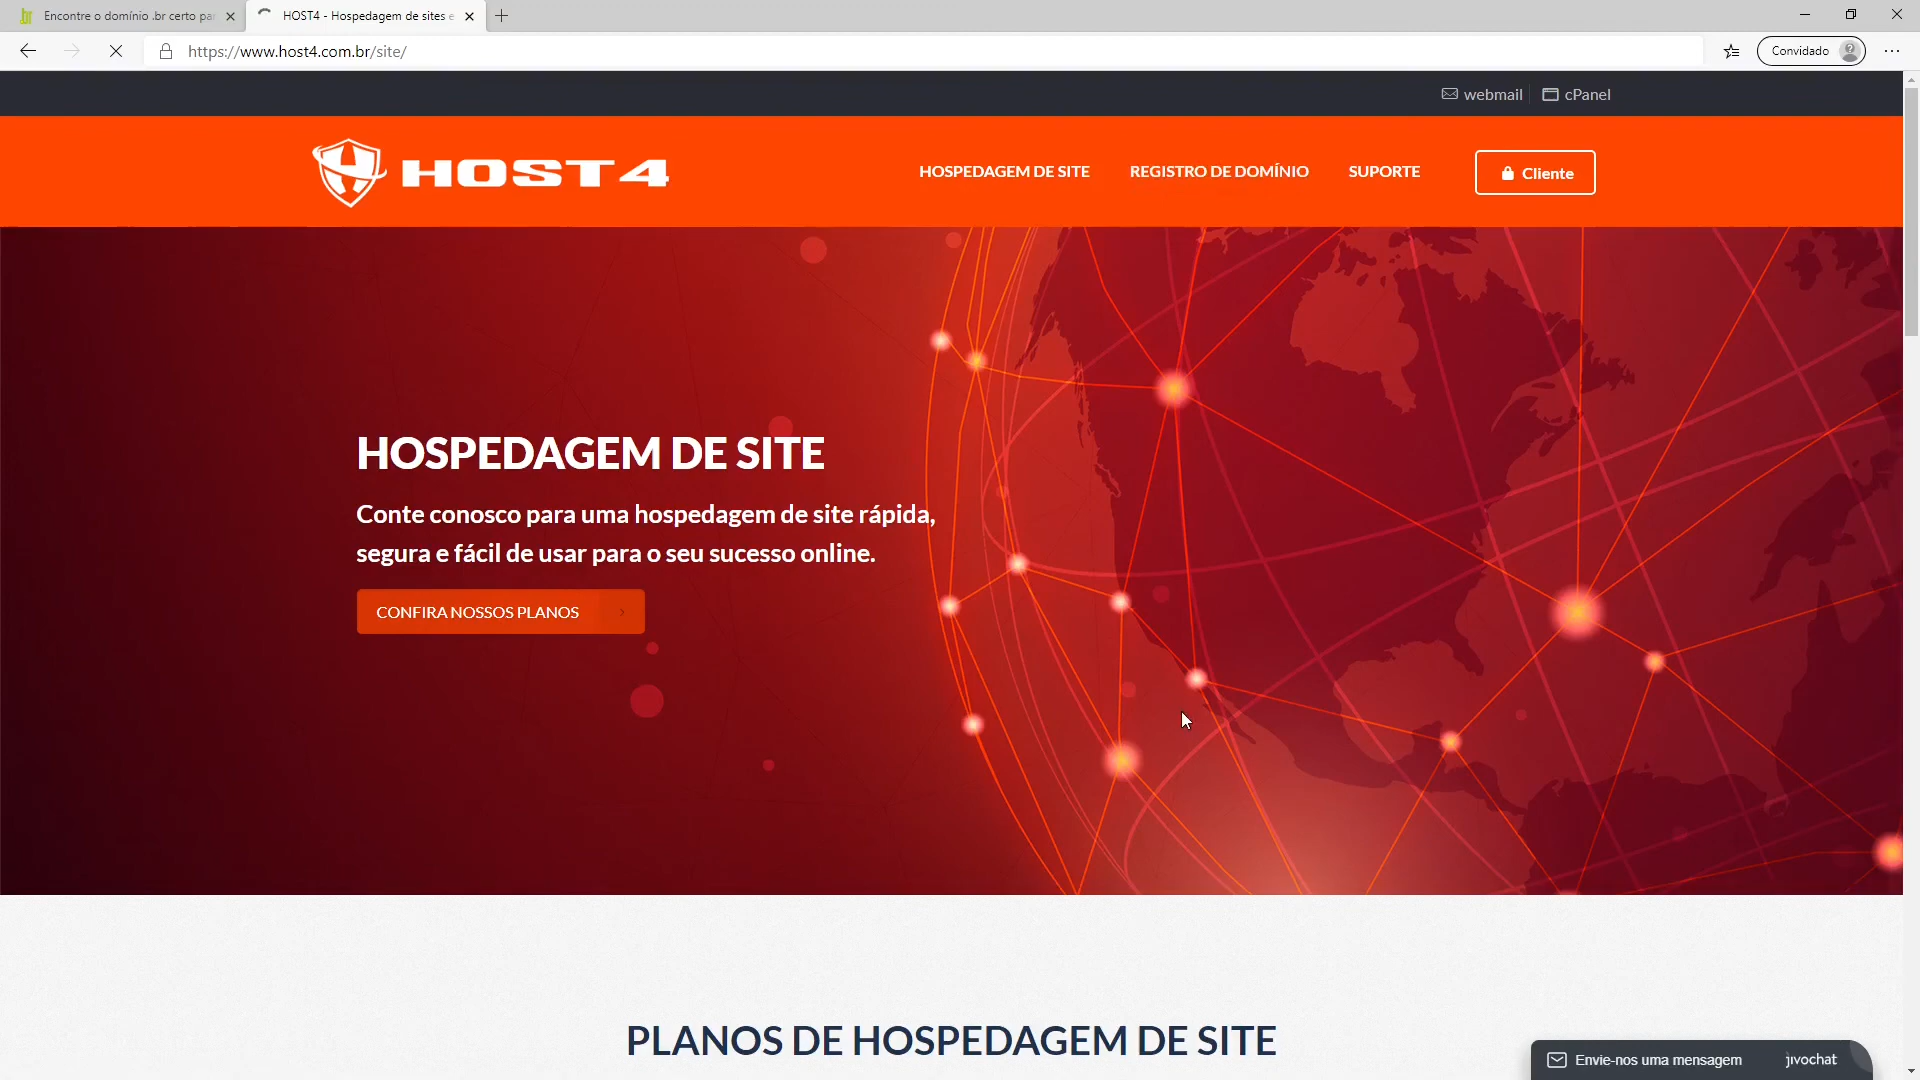 Encontre o domínio .br certo par
HOST4 - Hospedagem de sites e
https://www.host4.com.br/site/
Convidado
webmail
cPanel
HOST4
HOSPEDAGEM DE SITE
REGISTRO DE DOMÍNIO
SUPORTE
Cliente
HOSPEDAGEM DE SITE
Conte conosco para uma hospedagem de site rápida,
segura e fácil de usar para o seu sucesso online.
CONFIRA NOSSOS PLANOS
PLANOS DE HOSPEDAGEM DE SITE
Envie-nos uma mensagem
jivochat